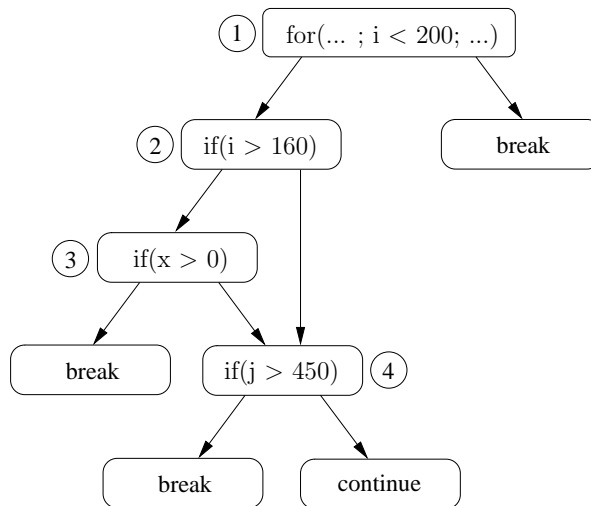 1
for(... ; i < 200; ...)
2
if(i > 160)
break
3
if(x > 0)
break
if(j > 450)
4
break
continue